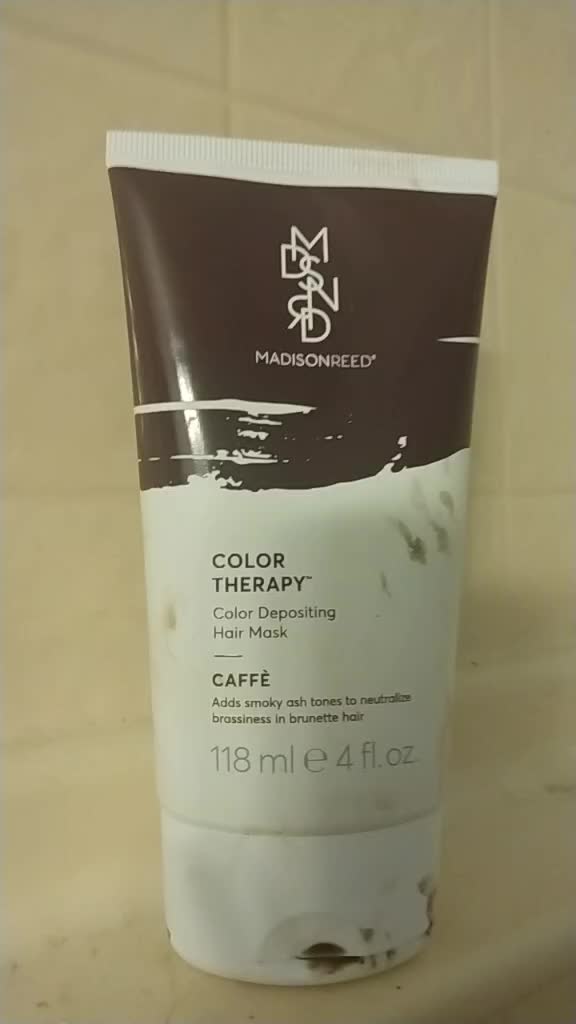 MDSNRD
MADISONREED®
COLOR
THERAPY™
Color Depositing
Hair Mask
CAFFÈ
Adds smoky ash tones to neutralize
brassiness in brunette hair
118 ml e 4 fl. oz.